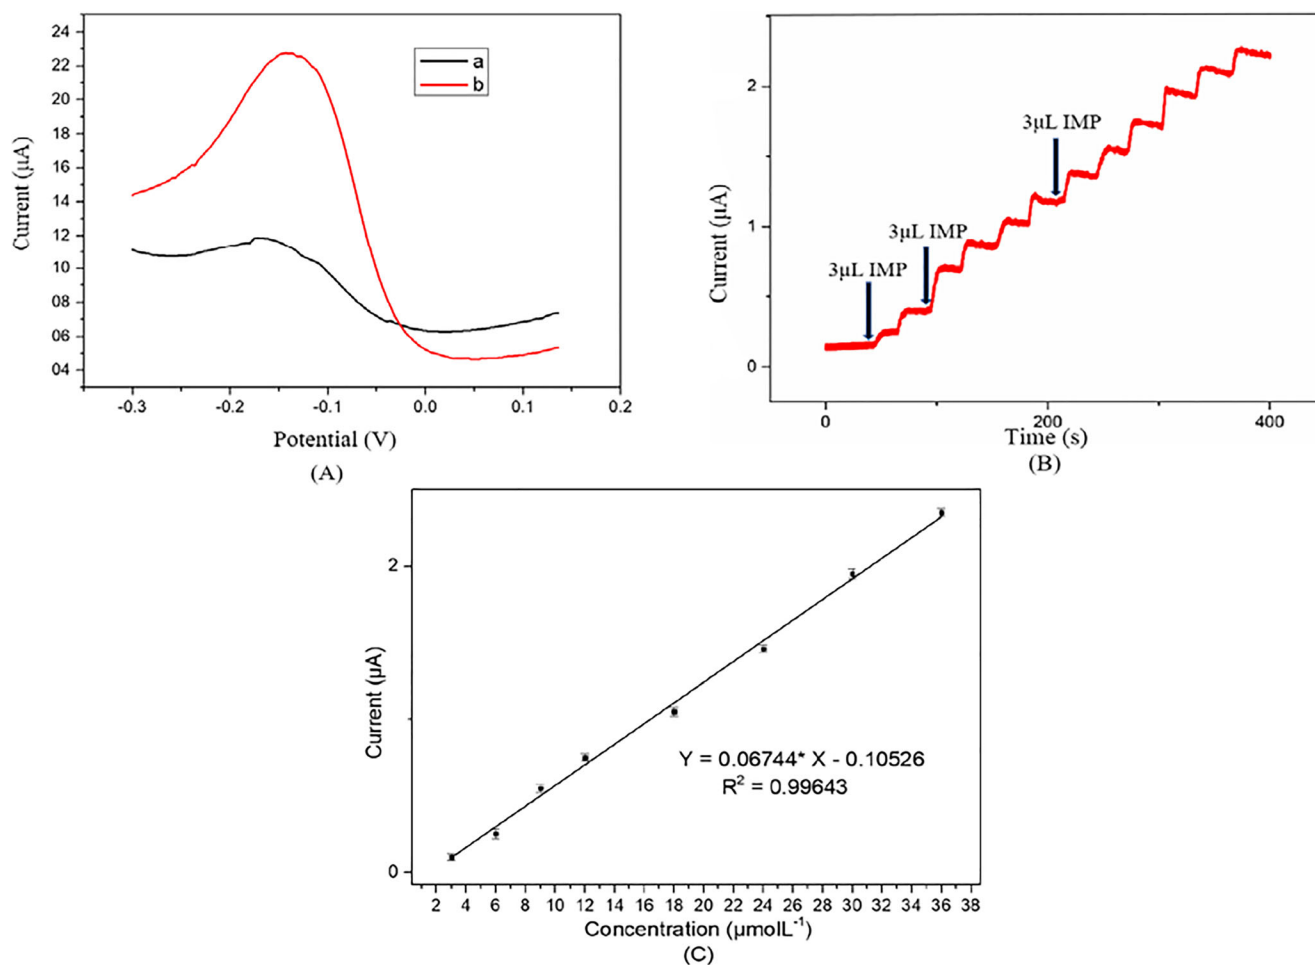 24
22
20
18
16
14
12
10
08
06
04
Current (µA)
a
b
-0.3
-0.2
-0.1
0.0
0.1
0.2
Potential (V)
(A)
2
1
0
Current (µA)
3µL IMP
3µL IMP
3µL IMP
0
200
400
Time (s)
(B)
2
0
Current (µA)
Y = 0.06744* X - 0.10526
R² = 0.99643
2 4 6 8 10 12 14 16 18 20 22 24 26 28 30 32 34 36 38
Concentration (µmolL⁻¹)
(C)